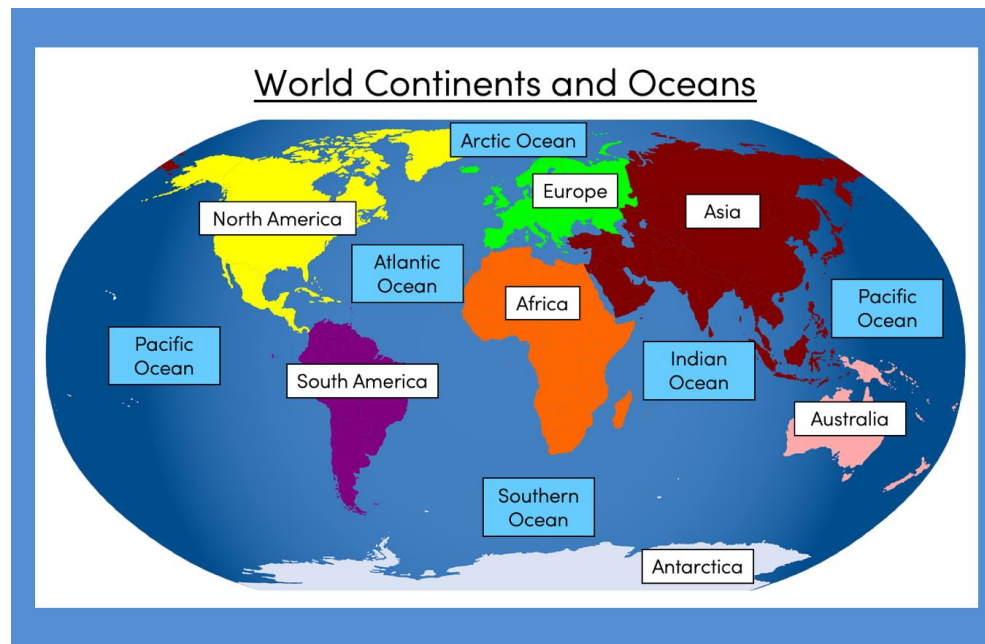 World Continents and Oceans
Arctic Ocean
Europe
Asia
North America
Atlantic
Ocean
Africa
Pacific
Ocean
Pacific
Ocean
South America
Indian
Ocean
Australia
Southern
Ocean
Antarctica